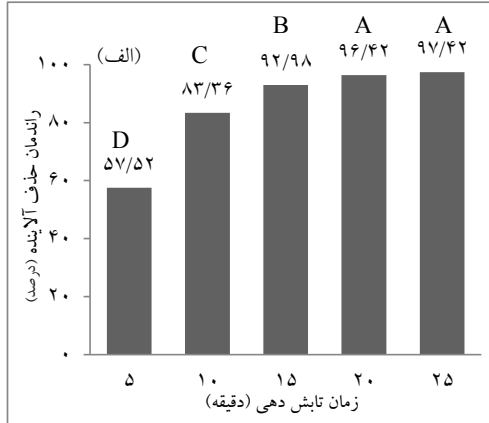 (الف)
D C B A A
۵۷/۵۲ ۸۳/۳۶ ۹۲/۹۸ ۹۶/۴۲ ۹۷/۴۲
راندمان حذف آلاینده (درصد)
۱۰۰
۸۰
۶۰
۴۰
۲۰
۰
۵ ۱۰ ۱۵ ۲۰ ۲۵
زمان تابش دهی (دقیقه)